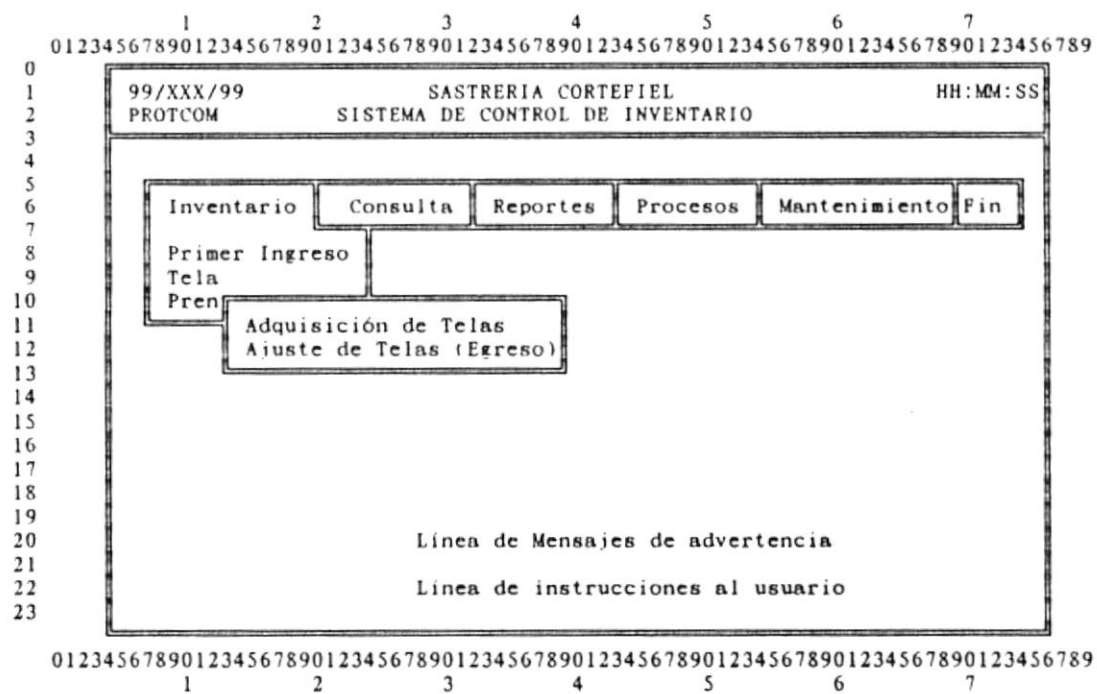 1 2 3 4 5 6 7
01234567890123456789012345678901234567890123456789012345678901234567890123456789
0
1 99/XXX/99 SASTRERIA CORTEFIEL HH:MM:SS
2 PROTCOM SISTEMA DE CONTROL DE INVENTARIO
3
4
5
6 Inventario Consulta Reportes Procesos Mantenimiento Fin
7
8 Primer Ingreso
9 Tela
10 Pren
11 Adquisición de Telas
12 Ajuste de Telas (Egreso)
13
14
15
16
17
18
19
20 Línea de Mensajes de advertencia
21
22 Línea de instrucciones al usuario
23
01234567890123456789012345678901234567890123456789012345678901234567890123456789
1 2 3 4 5 6 7